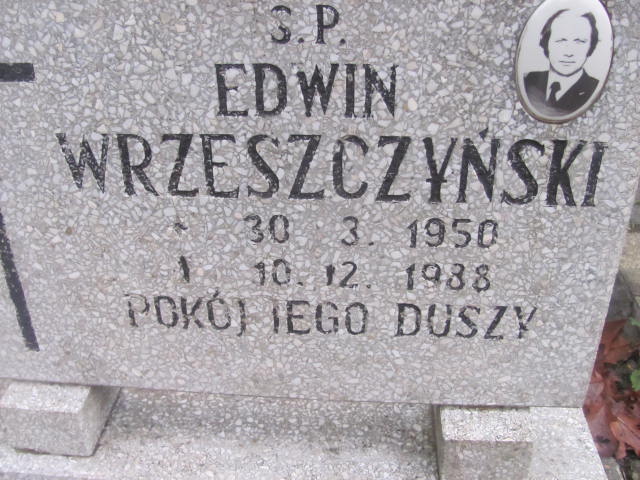 Ś.P.
EDWIN
WRZESZCZYŃSKI
* 30. 3. 1950
† 10. 12. 1988
POKÓJ JEGO DUSZY